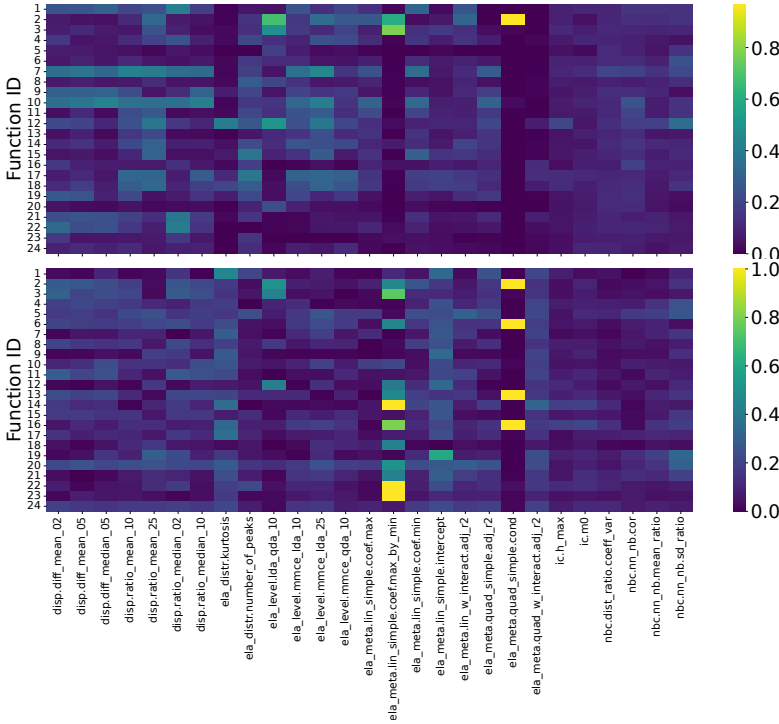 Function ID
1
2
3
4
5
6
7
8
9
10
11
12
13
14
15
16
17
18
19
20
21
22
23
24
0.8
0.6
0.4
0.2
0.0
Function ID
1
2
3
4
5
6
7
8
9
10
11
12
13
14
15
16
17
18
19
20
21
22
23
24
1.0
0.8
0.6
0.4
0.2
0.0
disp.diff_mean_02
disp.diff_mean_05
disp.diff_median_05
disp.ratio_mean_10
disp.ratio_mean_25
disp.ratio_median_02
disp.ratio_median_10
ela_distr.kurtosis
ela_distr.number_of_peaks
ela_level.lda_qda_10
ela_level.mmce_lda_10
ela_level.mmce_lda_25
ela_level.mmce_qda_10
ela_meta.lin_simple.coef.max
ela_meta.lin_simple.coef.max_by_min
ela_meta.lin_simple.coef.min
ela_meta.lin_simple.intercept
ela_meta.lin_w_interact.adj_r2
ela_meta.quad_simple.adj_r2
ela_meta.quad_simple.cond
ela_meta.quad_w_interact.adj_r2
ic.h_max
ic.m0
nbc.dist_ratio.coeff_var
nbc.nn_nb.cor
nbc.nn_nb.mean_ratio
nbc.nn_nb.sd_ratio